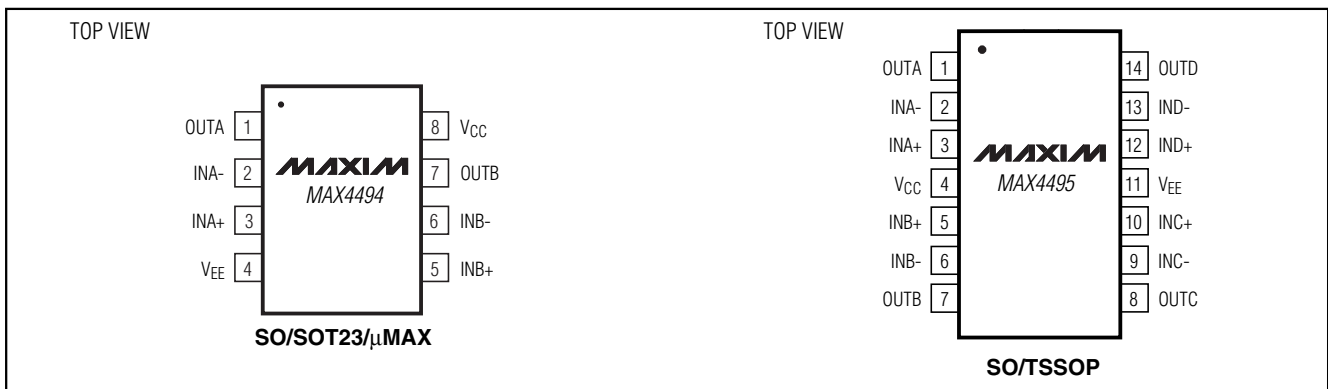 TOP VIEW
OUTA 1
INA- 2
INA+ 3
VEE 4
8 VCC
7 OUTB
6 INB-
5 INB+
MAXIM
MAX4494
SO/SOT23/µMAX
TOP VIEW
OUTA 1
INA- 2
INA+ 3
VCC 4
INB+ 5
INB- 6
OUTB 7
14 OUTD
13 IND-
12 IND+
11 VEE
10 INC+
9 INC-
8 OUTC
MAXIM
MAX4495
SO/TSSOP